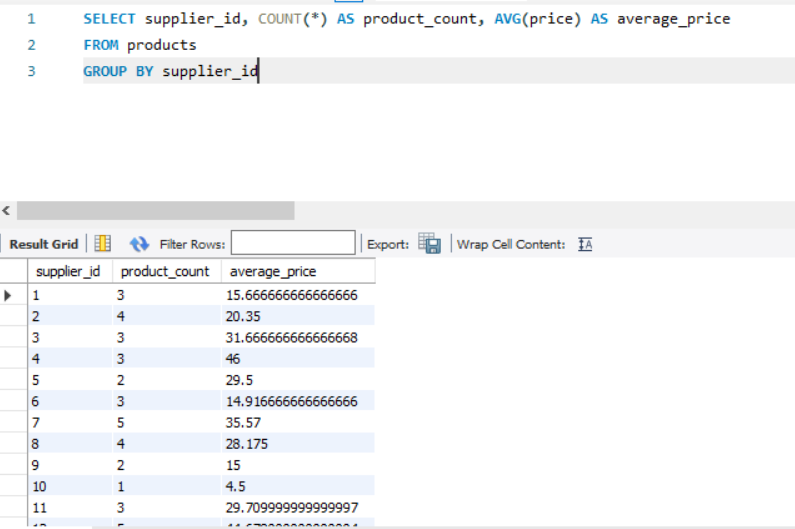 1 SELECT supplier_id, COUNT(*) AS product_count, AVG(price) AS average_price
2 FROM products
3 GROUP BY supplier_id
Result Grid Filter Rows: Export: Wrap Cell Content:
supplier_id product_count average_price
1 3 15.666666666666666
2 4 20.35
3 3 31.666666666666668
4 3 46
5 2 29.5
6 3 14.916666666666666
7 5 35.57
8 4 28.175
9 2 15
10 1 4.5
11 3 29.709999999999997